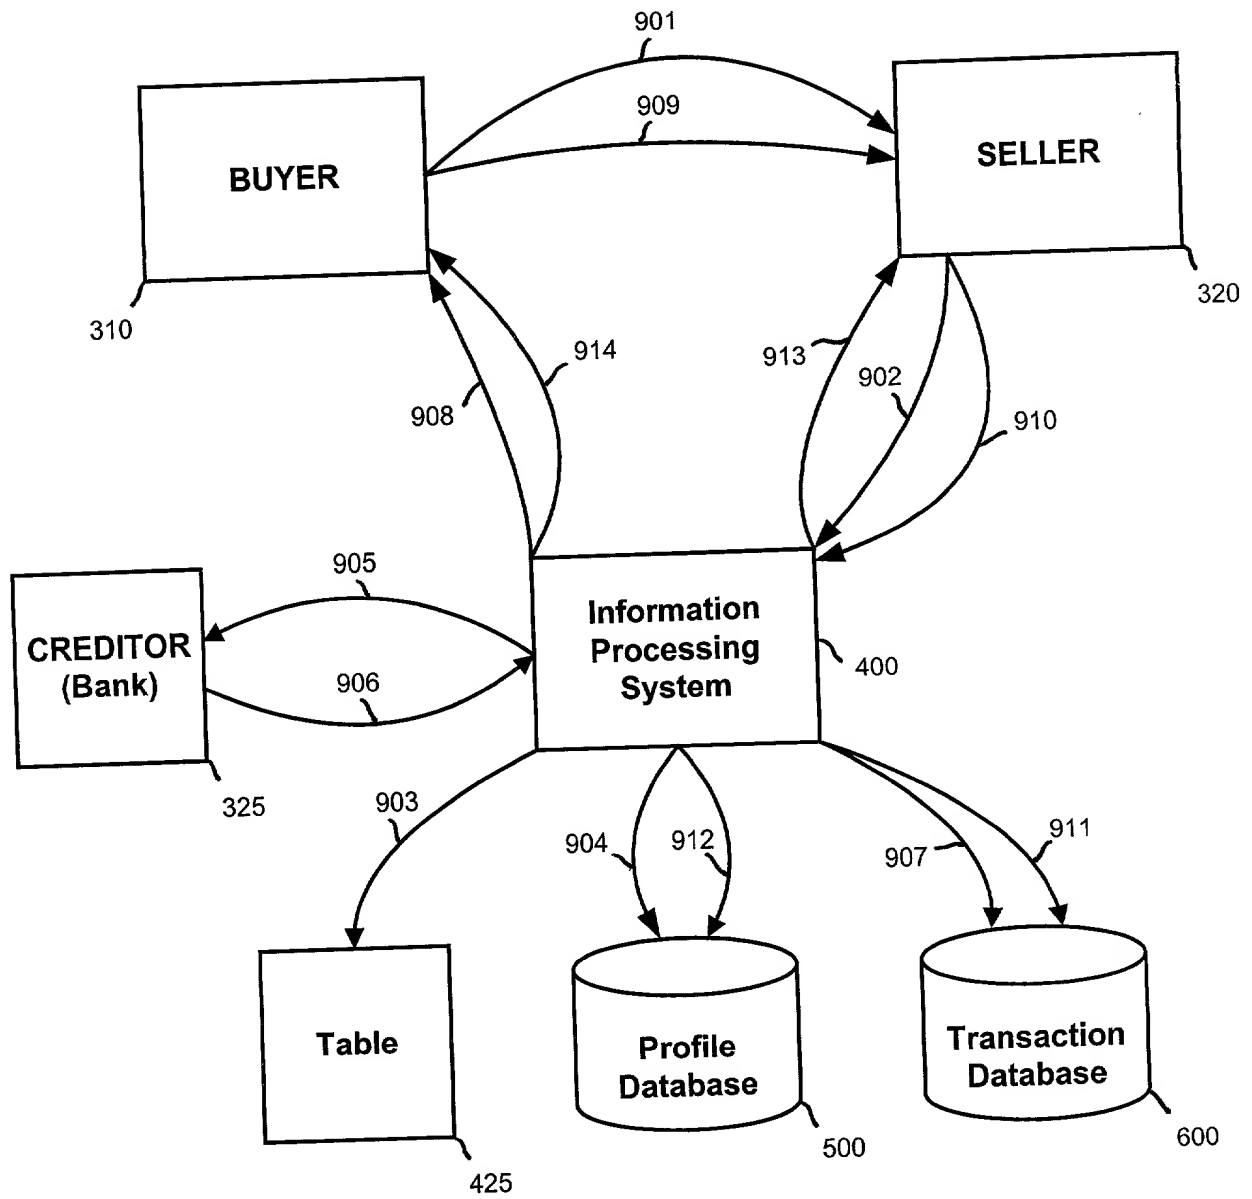 901
909
BUYER
SELLER
310
320
914
913
902
908
910
905
Information
Processing
System
CREDITOR
(Bank)
400
906
325
903
904
912
907
911
Table
Profile
Database
Transaction
Database
425
500
600